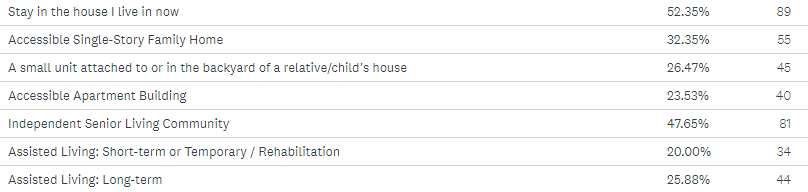 Stay in the house I live in now 52.35% 89
Accessible Single-Story Family Home 32.35% 55
A small unit attached to or in the backyard of a relative/child's house 26.47% 45
Accessible Apartment Building 23.53% 40
Independent Senior Living Community 47.65% 81
Assisted Living: Short-term or Temporary / Rehabilitation 20.00% 34
Assisted Living: Long-term 25.88% 44